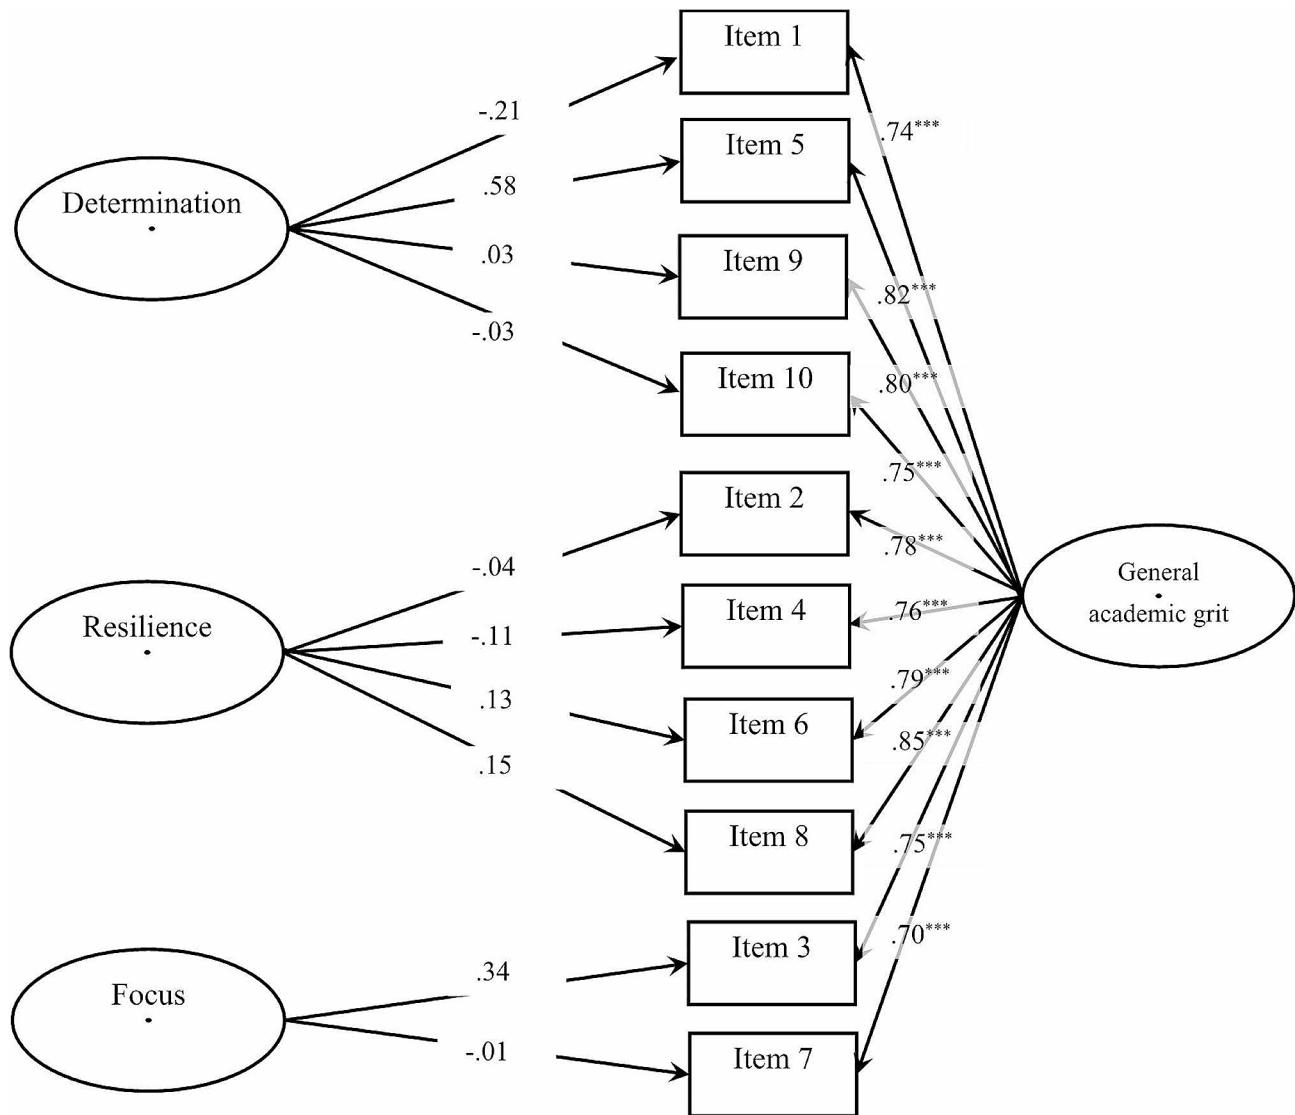 Item 1
-.21
.74***
Item 5
.58
Determination
Item 9
.03
.82***
-.03
Item 10
.80***
.75***
Item 2
-.04
.78***
General
academic grit
Resilience
Item 4
-.11
.76***
.13
Item 6
.79***
.15
.85***
Item 8
.75***
Focus
.34
Item 3
.70***
-.01
Item 7